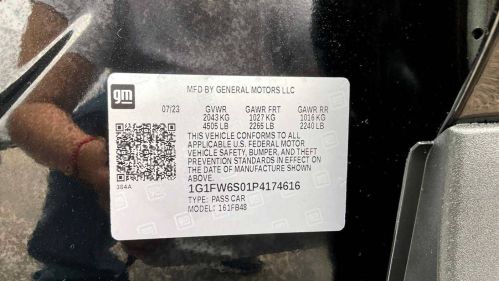 gm
MFD BY GENERAL MOTORS LLC
07/23 GVWR GAWR FRT GAWR RR
2043 KG 1027 KG 1016 KG
4505 LB 2265 LB 2240 LB
THIS VEHICLE CONFORMS TO ALL
APPLICABLE U.S. FEDERAL MOTOR
VEHICLE SAFETY, BUMPER, AND THEFT
PREVENTION STANDARDS IN EFFECT ON
THE DATE OF MANUFACTURE SHOWN
ABOVE.
384A
1G1FW6S01P4174616
TYPE: PASS CAR
MODEL: 161FB48